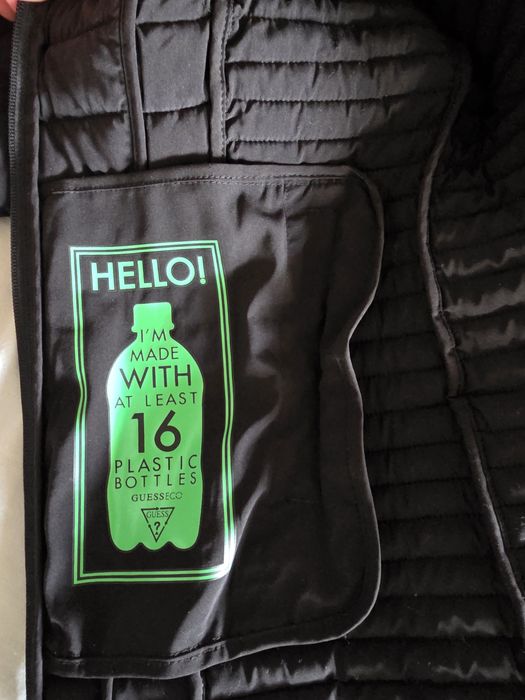 HELLO!
I'M
MADE
WITH
AT LEAST
16
PLASTIC
BOTTLES
GUESSECO
GUESS
?